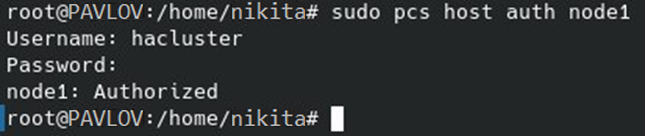 root@PAVLOV:/home/nikita# sudo pcs host auth node1
Username: hacluster
Password:
node1: Authorized
root@PAVLOV:/home/nikita#